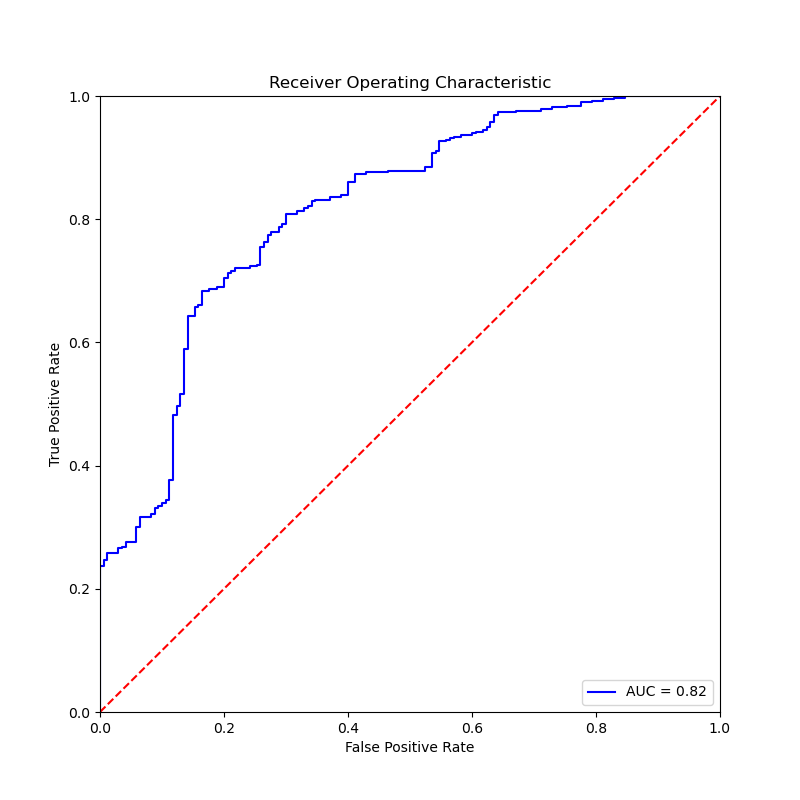 Receiver Operating Characteristic
1.0
0.8
0.6
0.4
0.2
0.0
True Positive Rate
AUC = 0.82
0.0 0.2 0.4 0.6 0.8 1.0
False Positive Rate